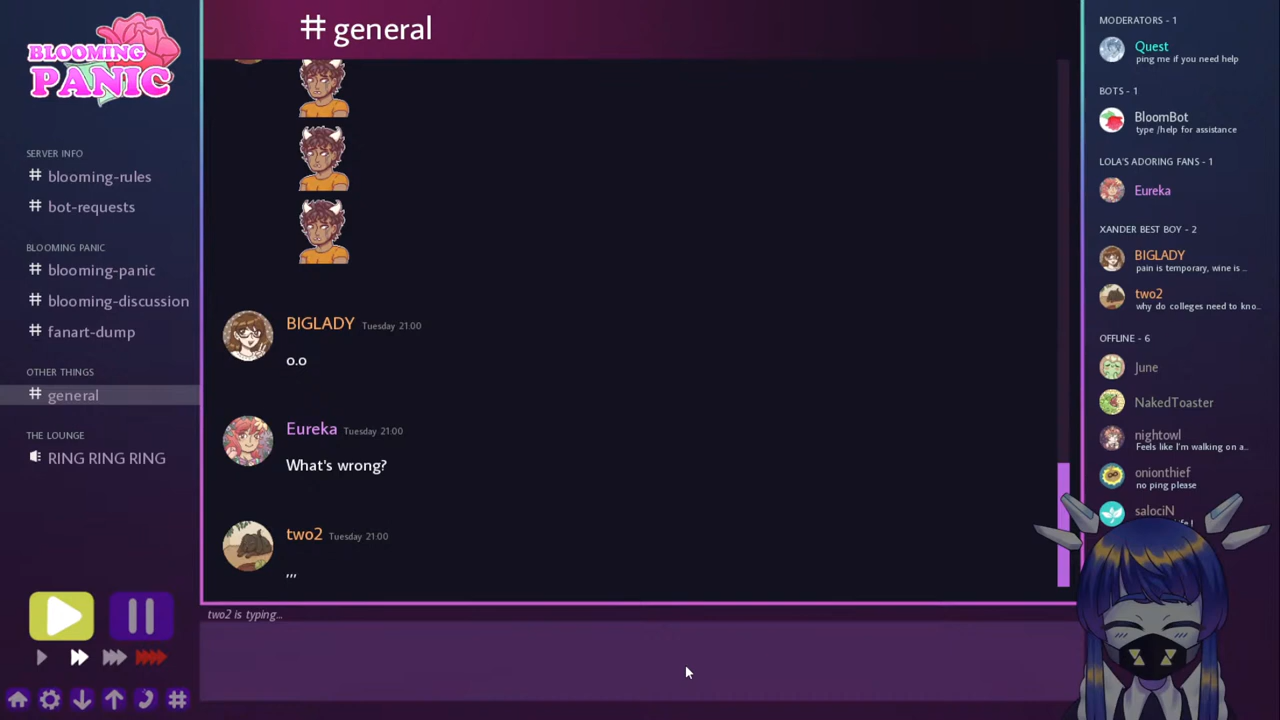 BLOOMING
PANIC
SERVER INFO
# blooming-rules
# bot-requests
BLOOMING PANIC
# blooming-panic
# blooming-discussion
# fanart-dump
OTHER THINGS
# general
THE LOUNGE
RING RING RING
# general
BIGLADY Tuesday 21:00
o.o
Eureka Tuesday 21:00
What's wrong?
two2 Tuesday 21:00
,,,
two2 is typing...
MODERATORS - 1
Quest
ping me if you need help
BOTS - 1
BloomBot
type /help for assistance
LOLA'S ADORING FANS - 1
Eureka
XANDER BEST BOY - 2
BIGLADY
pain is temporary, wine is ...
two2
why do colleges need to kno...
OFFLINE - 6
June
NakedToaster
nightowl
Feels like I'm walking on a...
onionthief
no ping please
salociN